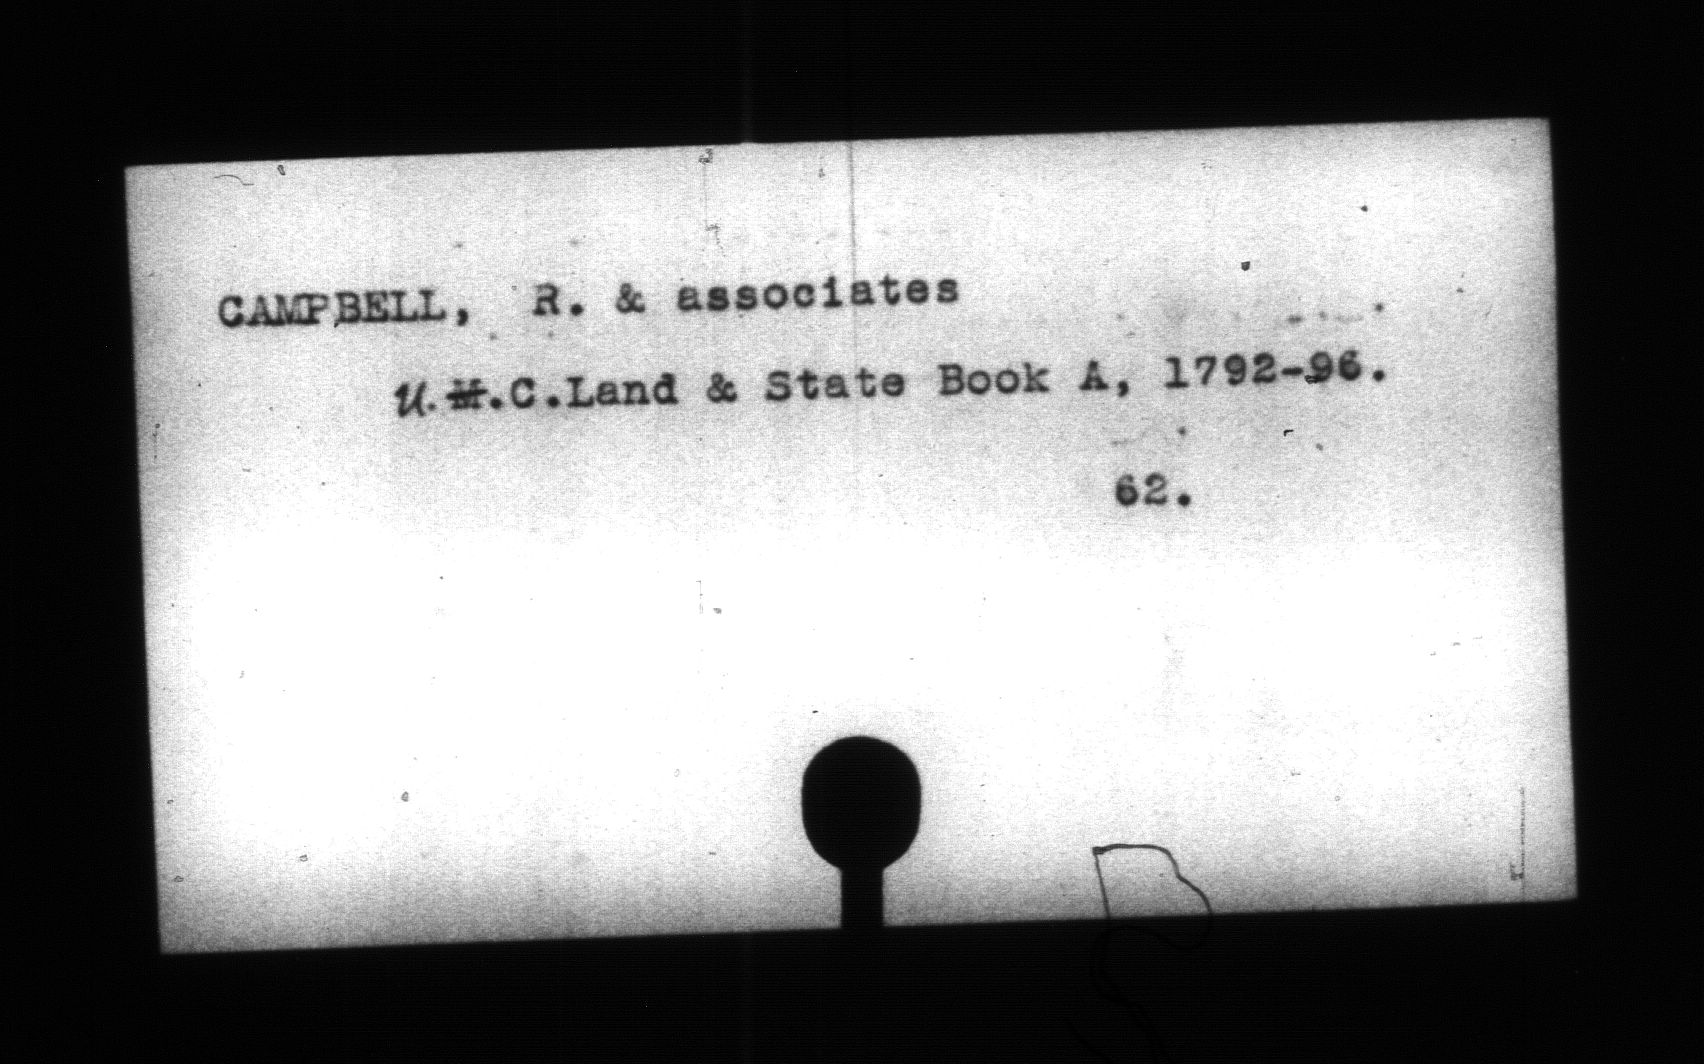 CAMPBELL, R. & associates
U. M.C.Land & State Book A, 1792-96.
62.